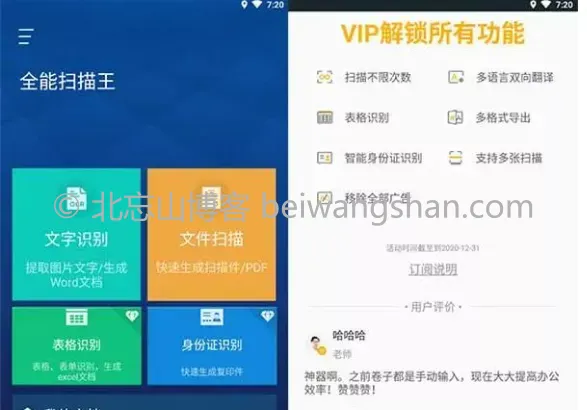 7:20
全能扫描王
OCR
文字识别
提取图片文字/生成
Word文档
文件扫描
快速生成扫描件/PDF
表格识别
表格、表单识别，生成
excel文档
身份证识别
快速生成复印件
7:20
VIP解锁所有功能
扫描不限次数
多语言双向翻译
表格识别
多格式导出
智能身份证识别
支持多张扫描
移除全部广告
活动时间截至到2030-12-31
订阅说明
用户评价
哈哈哈
老师
神器啊。之前卷子都是手动输入，现在大大提高办公
效率！赞赞赞！
© 北忘山博客 beiwangshan.com